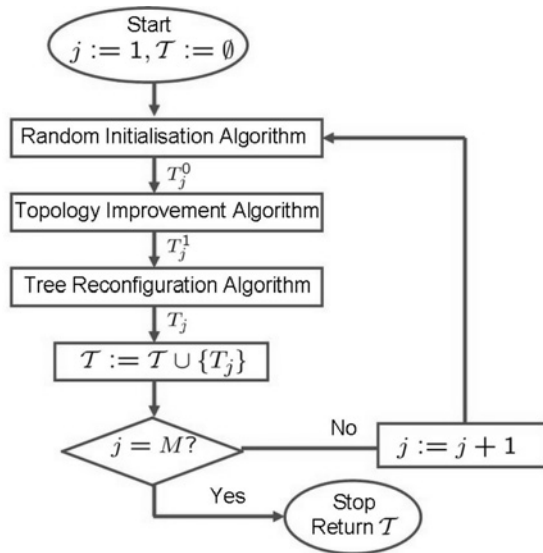 Start
j := 1, 𝒯 := ∅
Random Initialisation Algorithm
T_j^0
Topology Improvement Algorithm
T_j^1
Tree Reconfiguration Algorithm
T_j
𝒯 := 𝒯 ∪ {T_j}
j = M?
No
j := j + 1
Yes
Stop
Return 𝒯